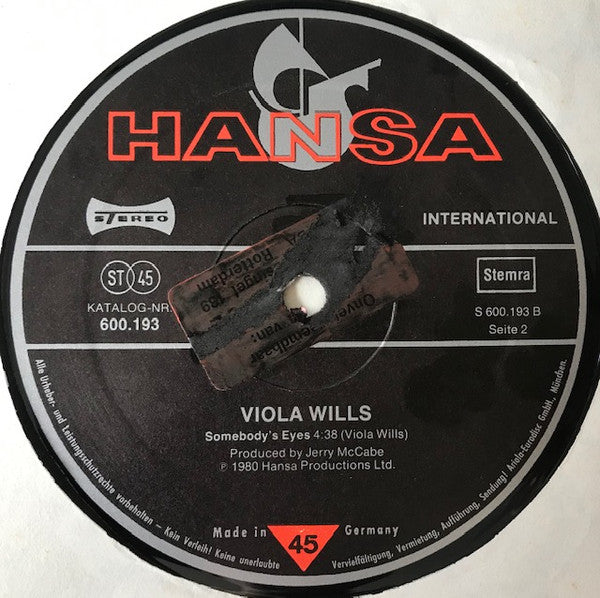 HANSA
STEREO
INTERNATIONAL
ST 45
Stemra
KATALOG-NR.
600.193
S 600.193 B
Seite 2
Rotterdam
VIOLA WILLS
Somebody's Eyes 4:38 (Viola Wills)
Produced by Jerry McCabe
℗ 1980 Hansa Productions Ltd.
Made in 45 Germany
Alle Urheber- und Leistungsschutzrechte vorbehalten – Kein Verleih! Keine unerlaubte Vervielfältigung, Vermietung, Aufführung, Sendung! Ariola-Eurodisc GmbH, München.